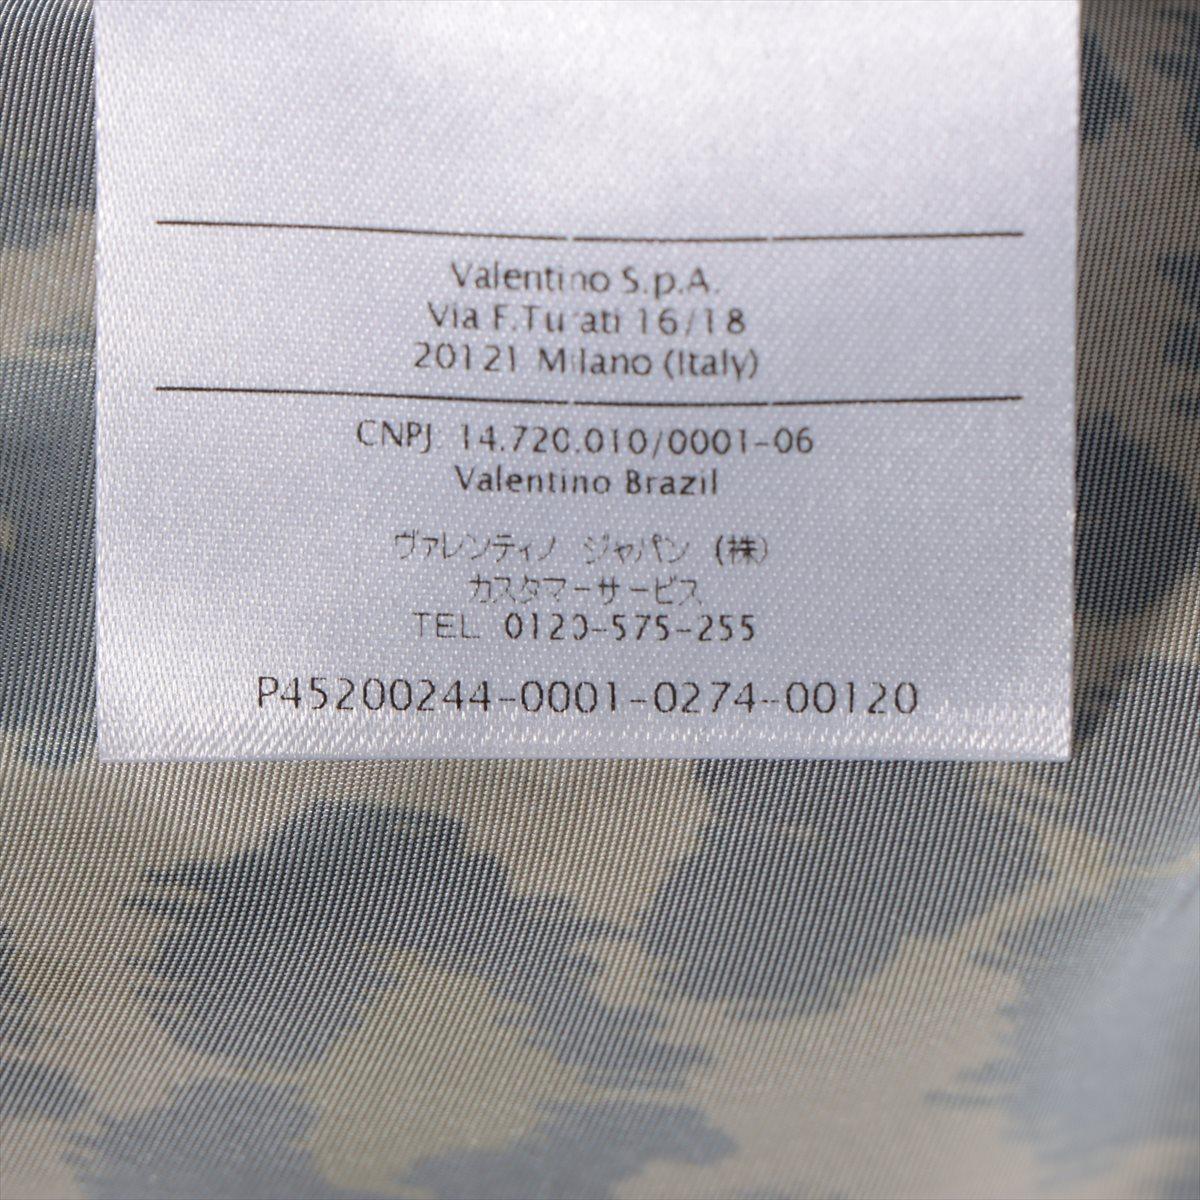 Valentino S.p.A.
Via F.Turati 16/18
20121 Milano (Italy)
CNPJ 14.720.010/0001-06
Valentino Brazil
ヴァレンティノ ジャパン (株)
カスタマーサービス
TEL 0120-575-255
P45200244-0001-0274-00120